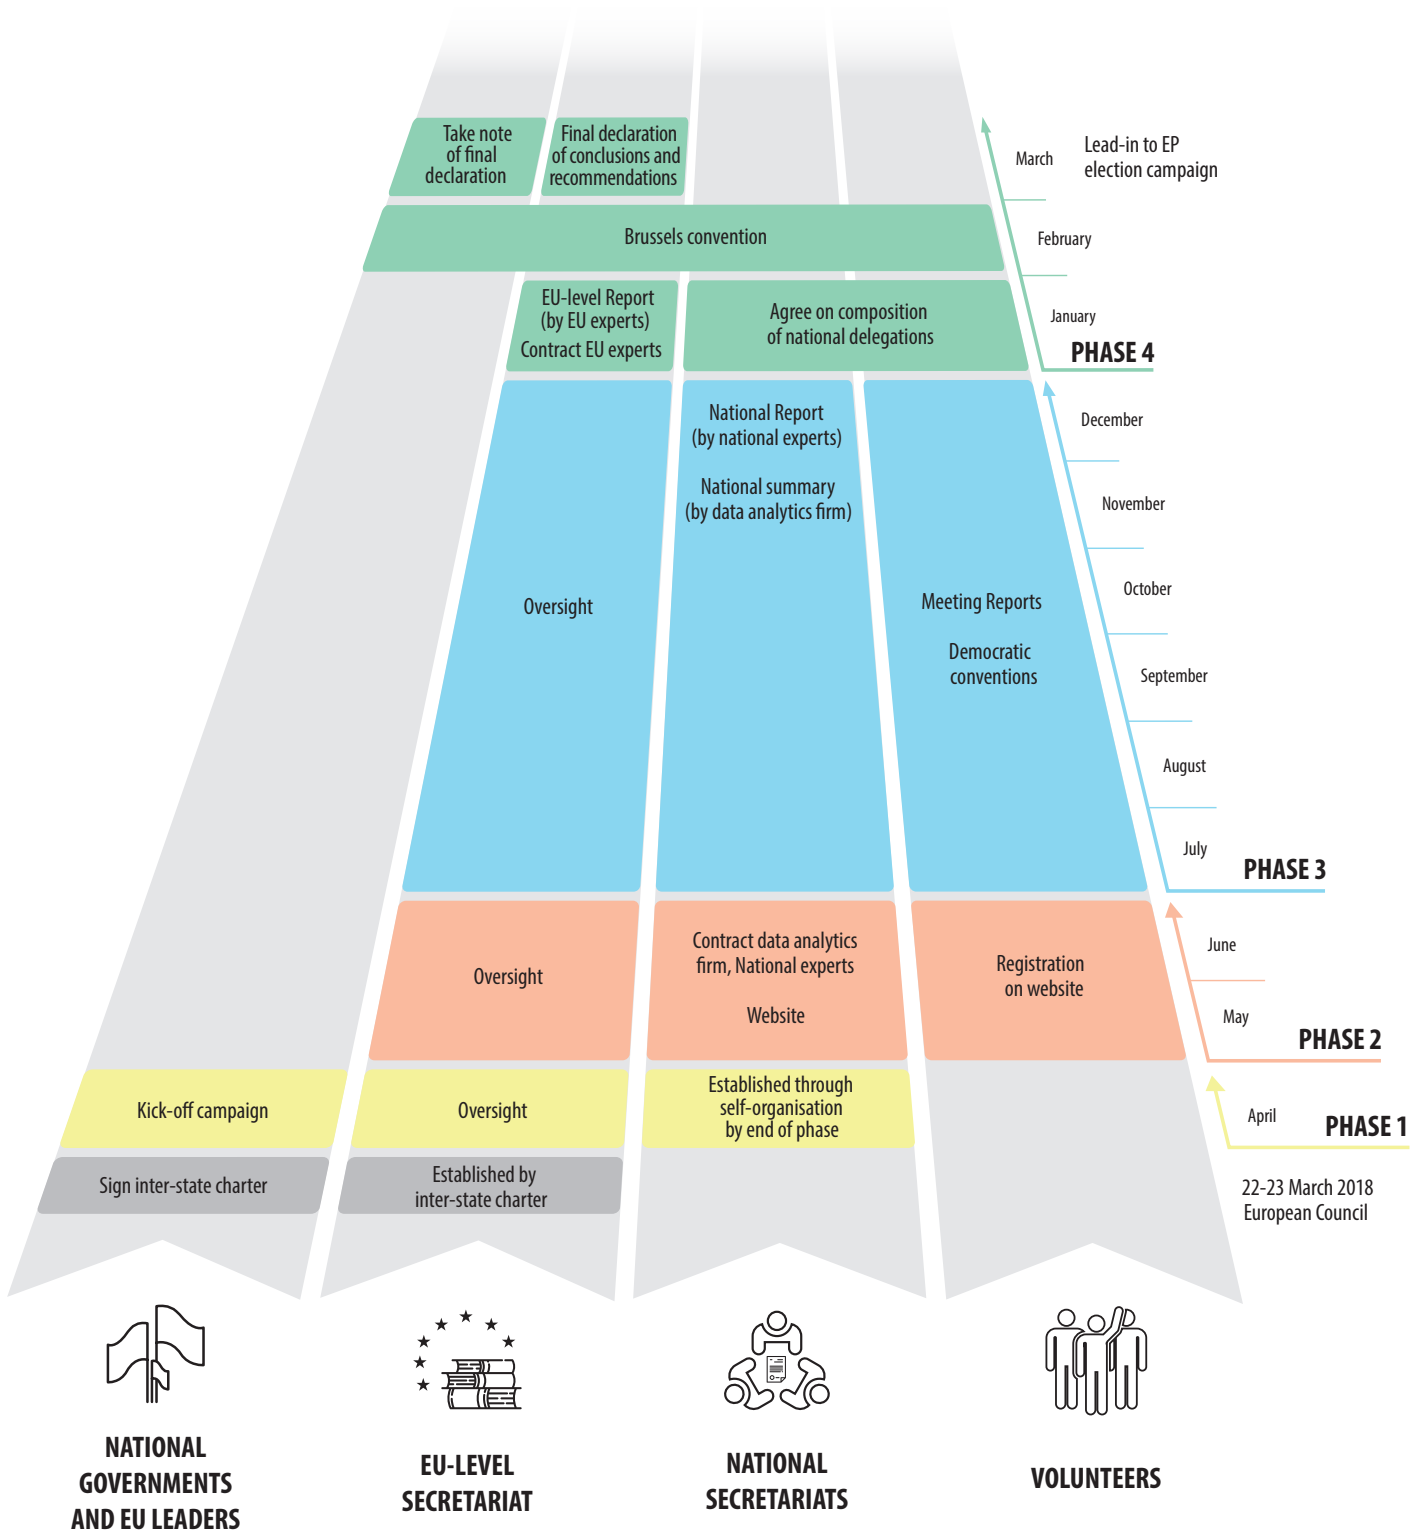 Take note
of final
declaration
Final declaration
of conclusions and
recommendations
March
Lead-in to EP
election campaign
Brussels convention
February
EU-level Report
(by EU experts)
Contract EU experts
Agree on composition
of national delegations
January
PHASE 4
National Report
(by national experts)
National summary
(by data analytics firm)
December
November
Oversight
Meeting Reports
Democratic
conventions
October
September
August
July
PHASE 3
Oversight
Contract data analytics
firm, National experts
Website
Registration
on website
June
May
PHASE 2
Kick-off campaign
Oversight
Established through
self-organisation
by end of phase
April
PHASE 1
Sign inter-state charter
Established by
inter-state charter
22-23 March 2018
European Council
NATIONAL
GOVERNMENTS
AND EU LEADERS
EU-LEVEL
SECRETARIAT
NATIONAL
SECRETARIATS
VOLUNTEERS